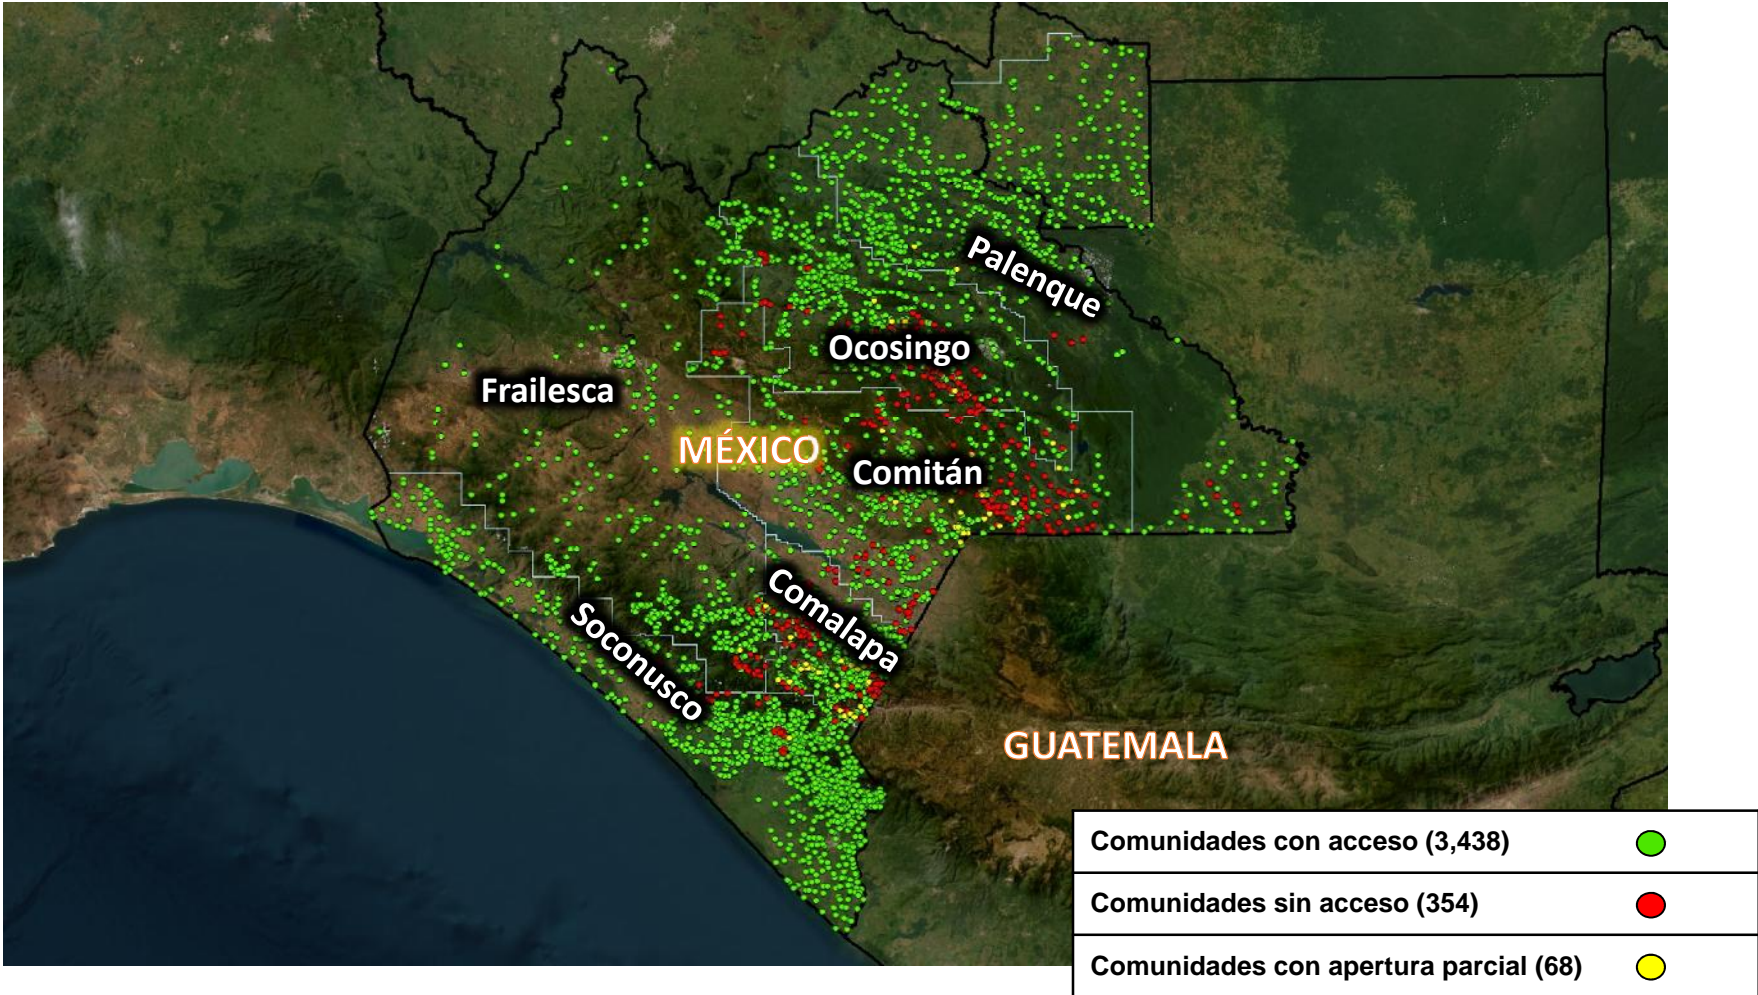 Palenque
Ocosingo
Frailesca
MÉXICO
Comitán
Comalapa
Soconusco
GUATEMALA
Comunidades con acceso (3,438)
Comunidades sin acceso (354)
Comunidades con apertura parcial (68)